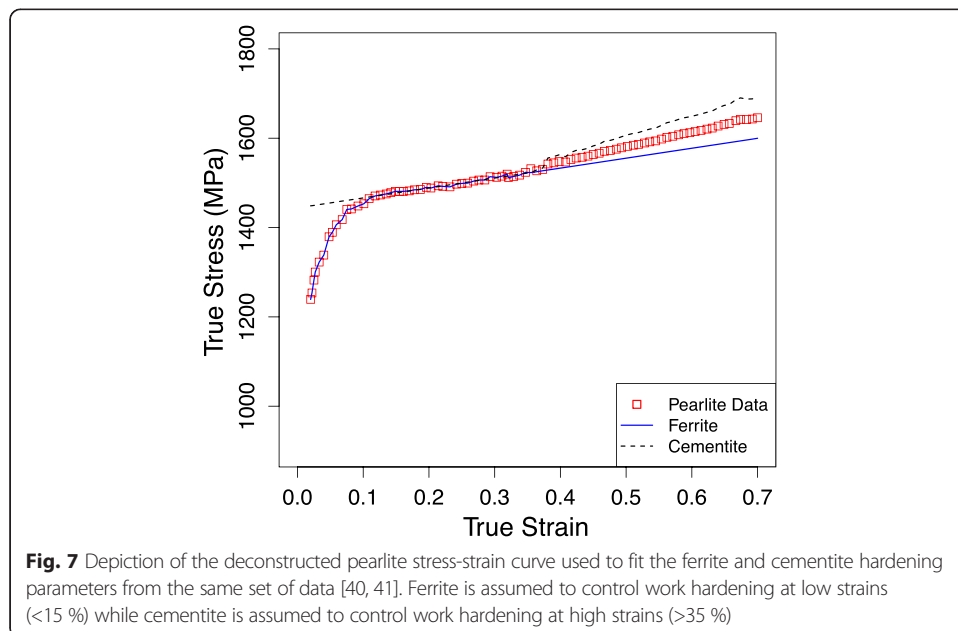 1800
1600
1400
1200
1000
True Stress (MPa)
Pearlite Data
Ferrite
Cementite
0.0 0.1 0.2 0.3 0.4 0.5 0.6 0.7
True Strain
Fig. 7 Depiction of the deconstructed pearlite stress-strain curve used to fit the ferrite and cementite hardening
parameters from the same set of data [40, 41]. Ferrite is assumed to control work hardening at low strains
(<15 %) while cementite is assumed to control work hardening at high strains (>35 %)